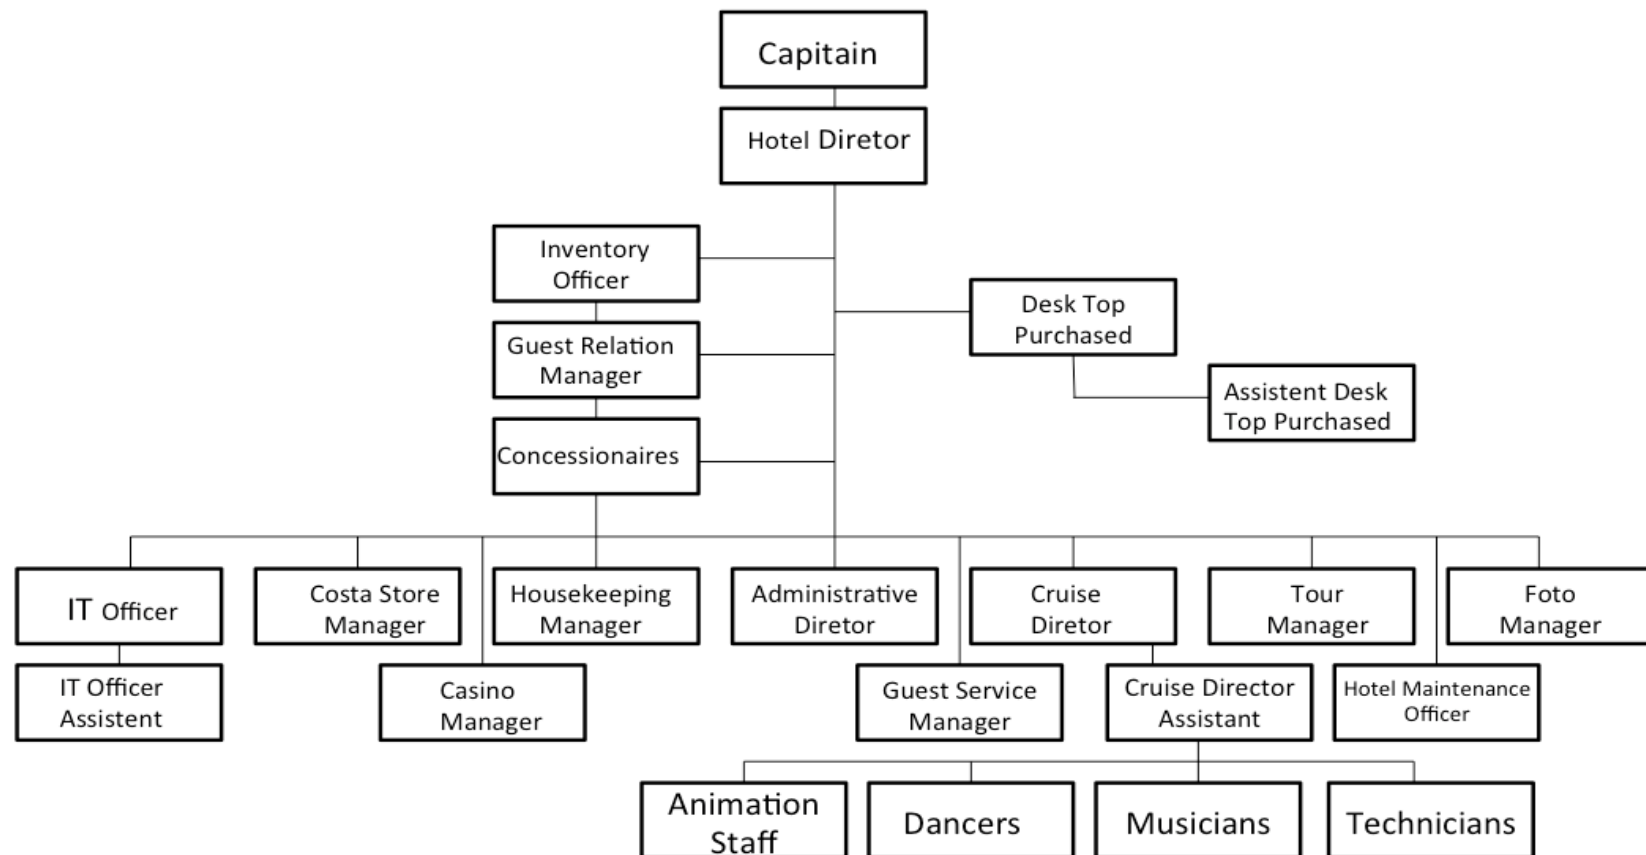 Capitain
Hotel Diretor
Inventory
Officer
Guest Relation
Manager
Concessionaires
Desk Top
Purchased
Assistent Desk
Top Purchased
IT Officer
Costa Store
Manager
Housekeeping
Manager
Administrative
Diretor
Cruise
Diretor
Tour
Manager
Foto
Manager
IT Officer
Assistent
Casino
Manager
Guest Service
Manager
Cruise Director
Assistant
Hotel Maintenance
Officer
Animation
Staff
Dancers
Musicians
Technicians